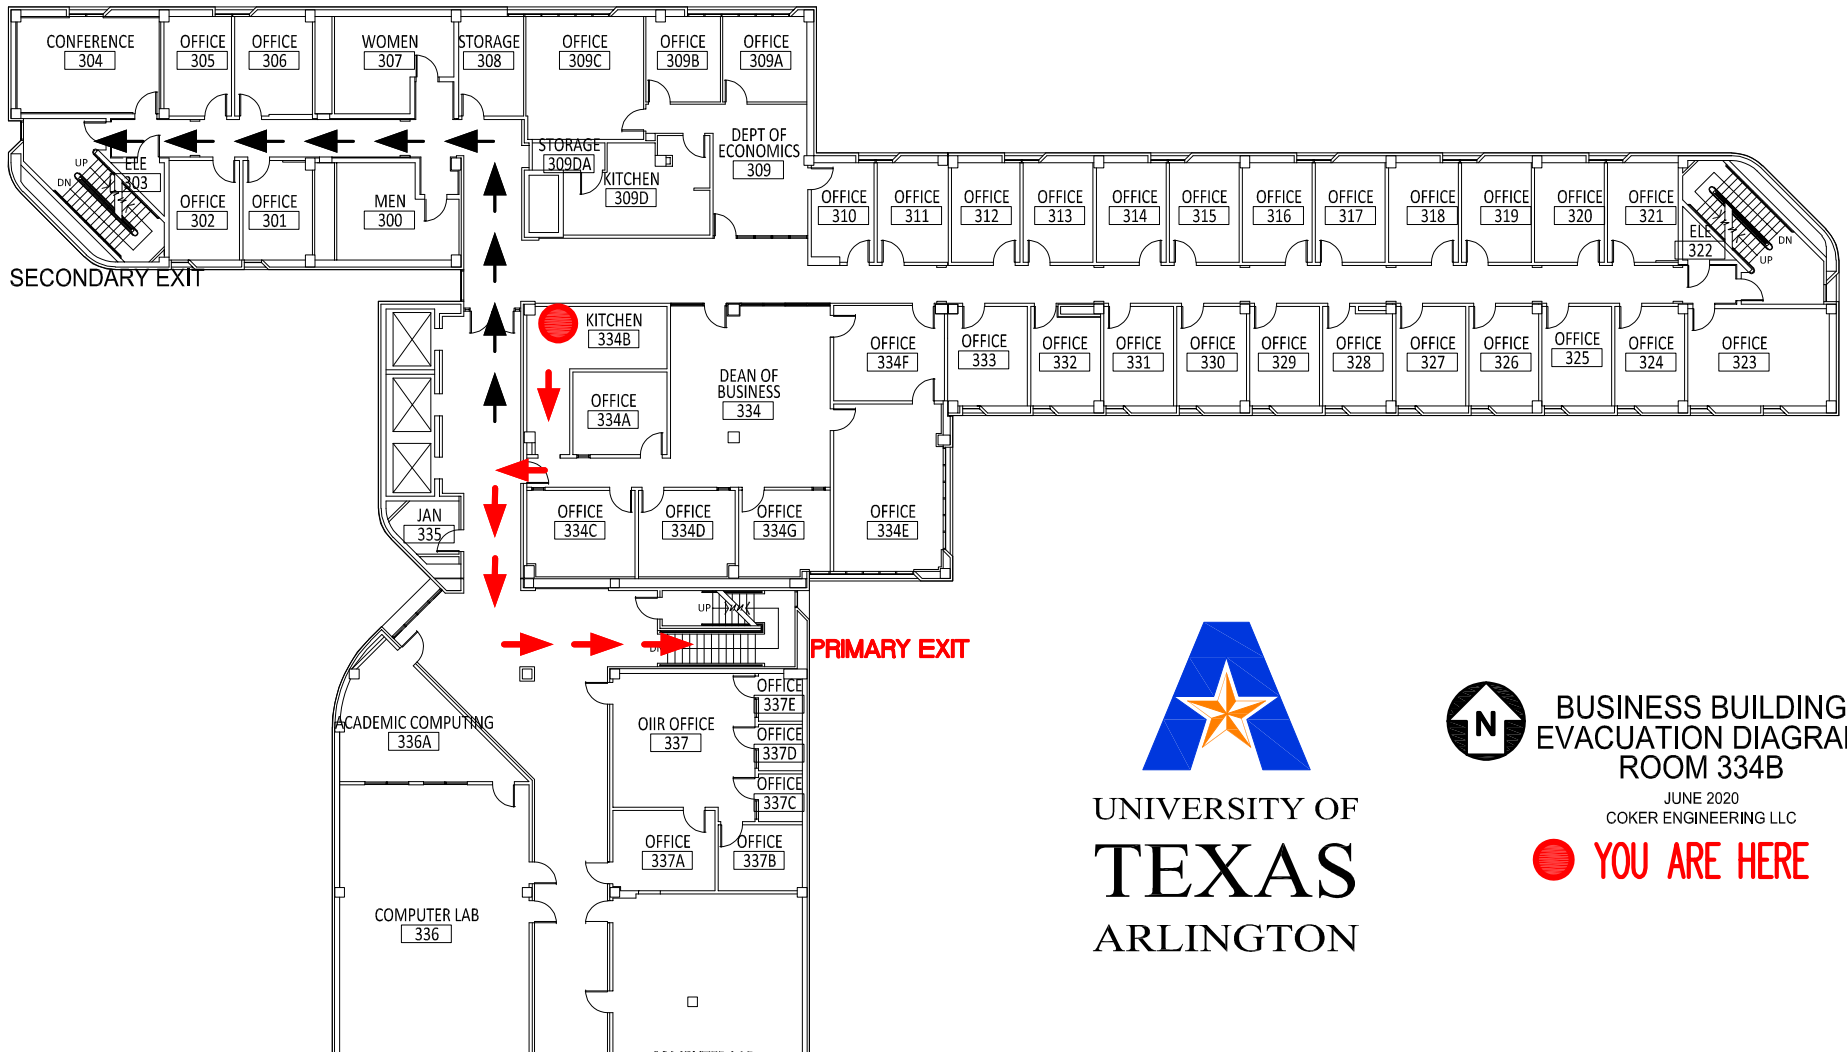 CONFERENCE
304
OFFICE
305
OFFICE
306
WOMEN
307
STORAGE
308
OFFICE
309C
OFFICE
309B
OFFICE
309A
UP
DN
ELE
303
OFFICE
302
OFFICE
301
MEN
300
STORAGE
309DA
KITCHEN
309D
DEPT OF
ECONOMICS
309
OFFICE
310
OFFICE
311
OFFICE
312
OFFICE
313
OFFICE
314
OFFICE
315
OFFICE
316
OFFICE
317
OFFICE
318
OFFICE
319
OFFICE
320
OFFICE
321
ELE
322
DN
UP
SECONDARY EXIT
KITCHEN
334B
OFFICE
334A
DEAN OF
BUSINESS
334
OFFICE
334F
OFFICE
333
OFFICE
332
OFFICE
331
OFFICE
330
OFFICE
329
OFFICE
328
OFFICE
327
OFFICE
326
OFFICE
325
OFFICE
324
OFFICE
323
JAN
335
OFFICE
334C
OFFICE
334D
OFFICE
334G
OFFICE
334E
UP
PRIMARY EXIT
ACADEMIC COMPUTING
336A
OIIR OFFICE
337
OFFICE
337E
OFFICE
337D
OFFICE
337C
OFFICE
337A
OFFICE
337B
COMPUTER LAB
336
UNIVERSITY OF
TEXAS
ARLINGTON
N
BUSINESS BUILDING
EVACUATION DIAGRA
ROOM 334B
JUNE 2020
COKER ENGINEERING LLC
YOU ARE HERE